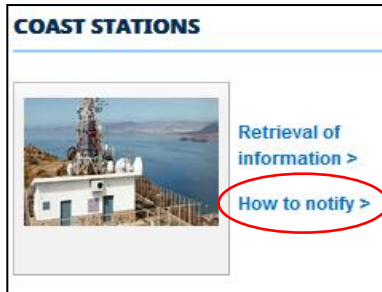 COAST STATIONS
Retrieval of
information >
How to notify >